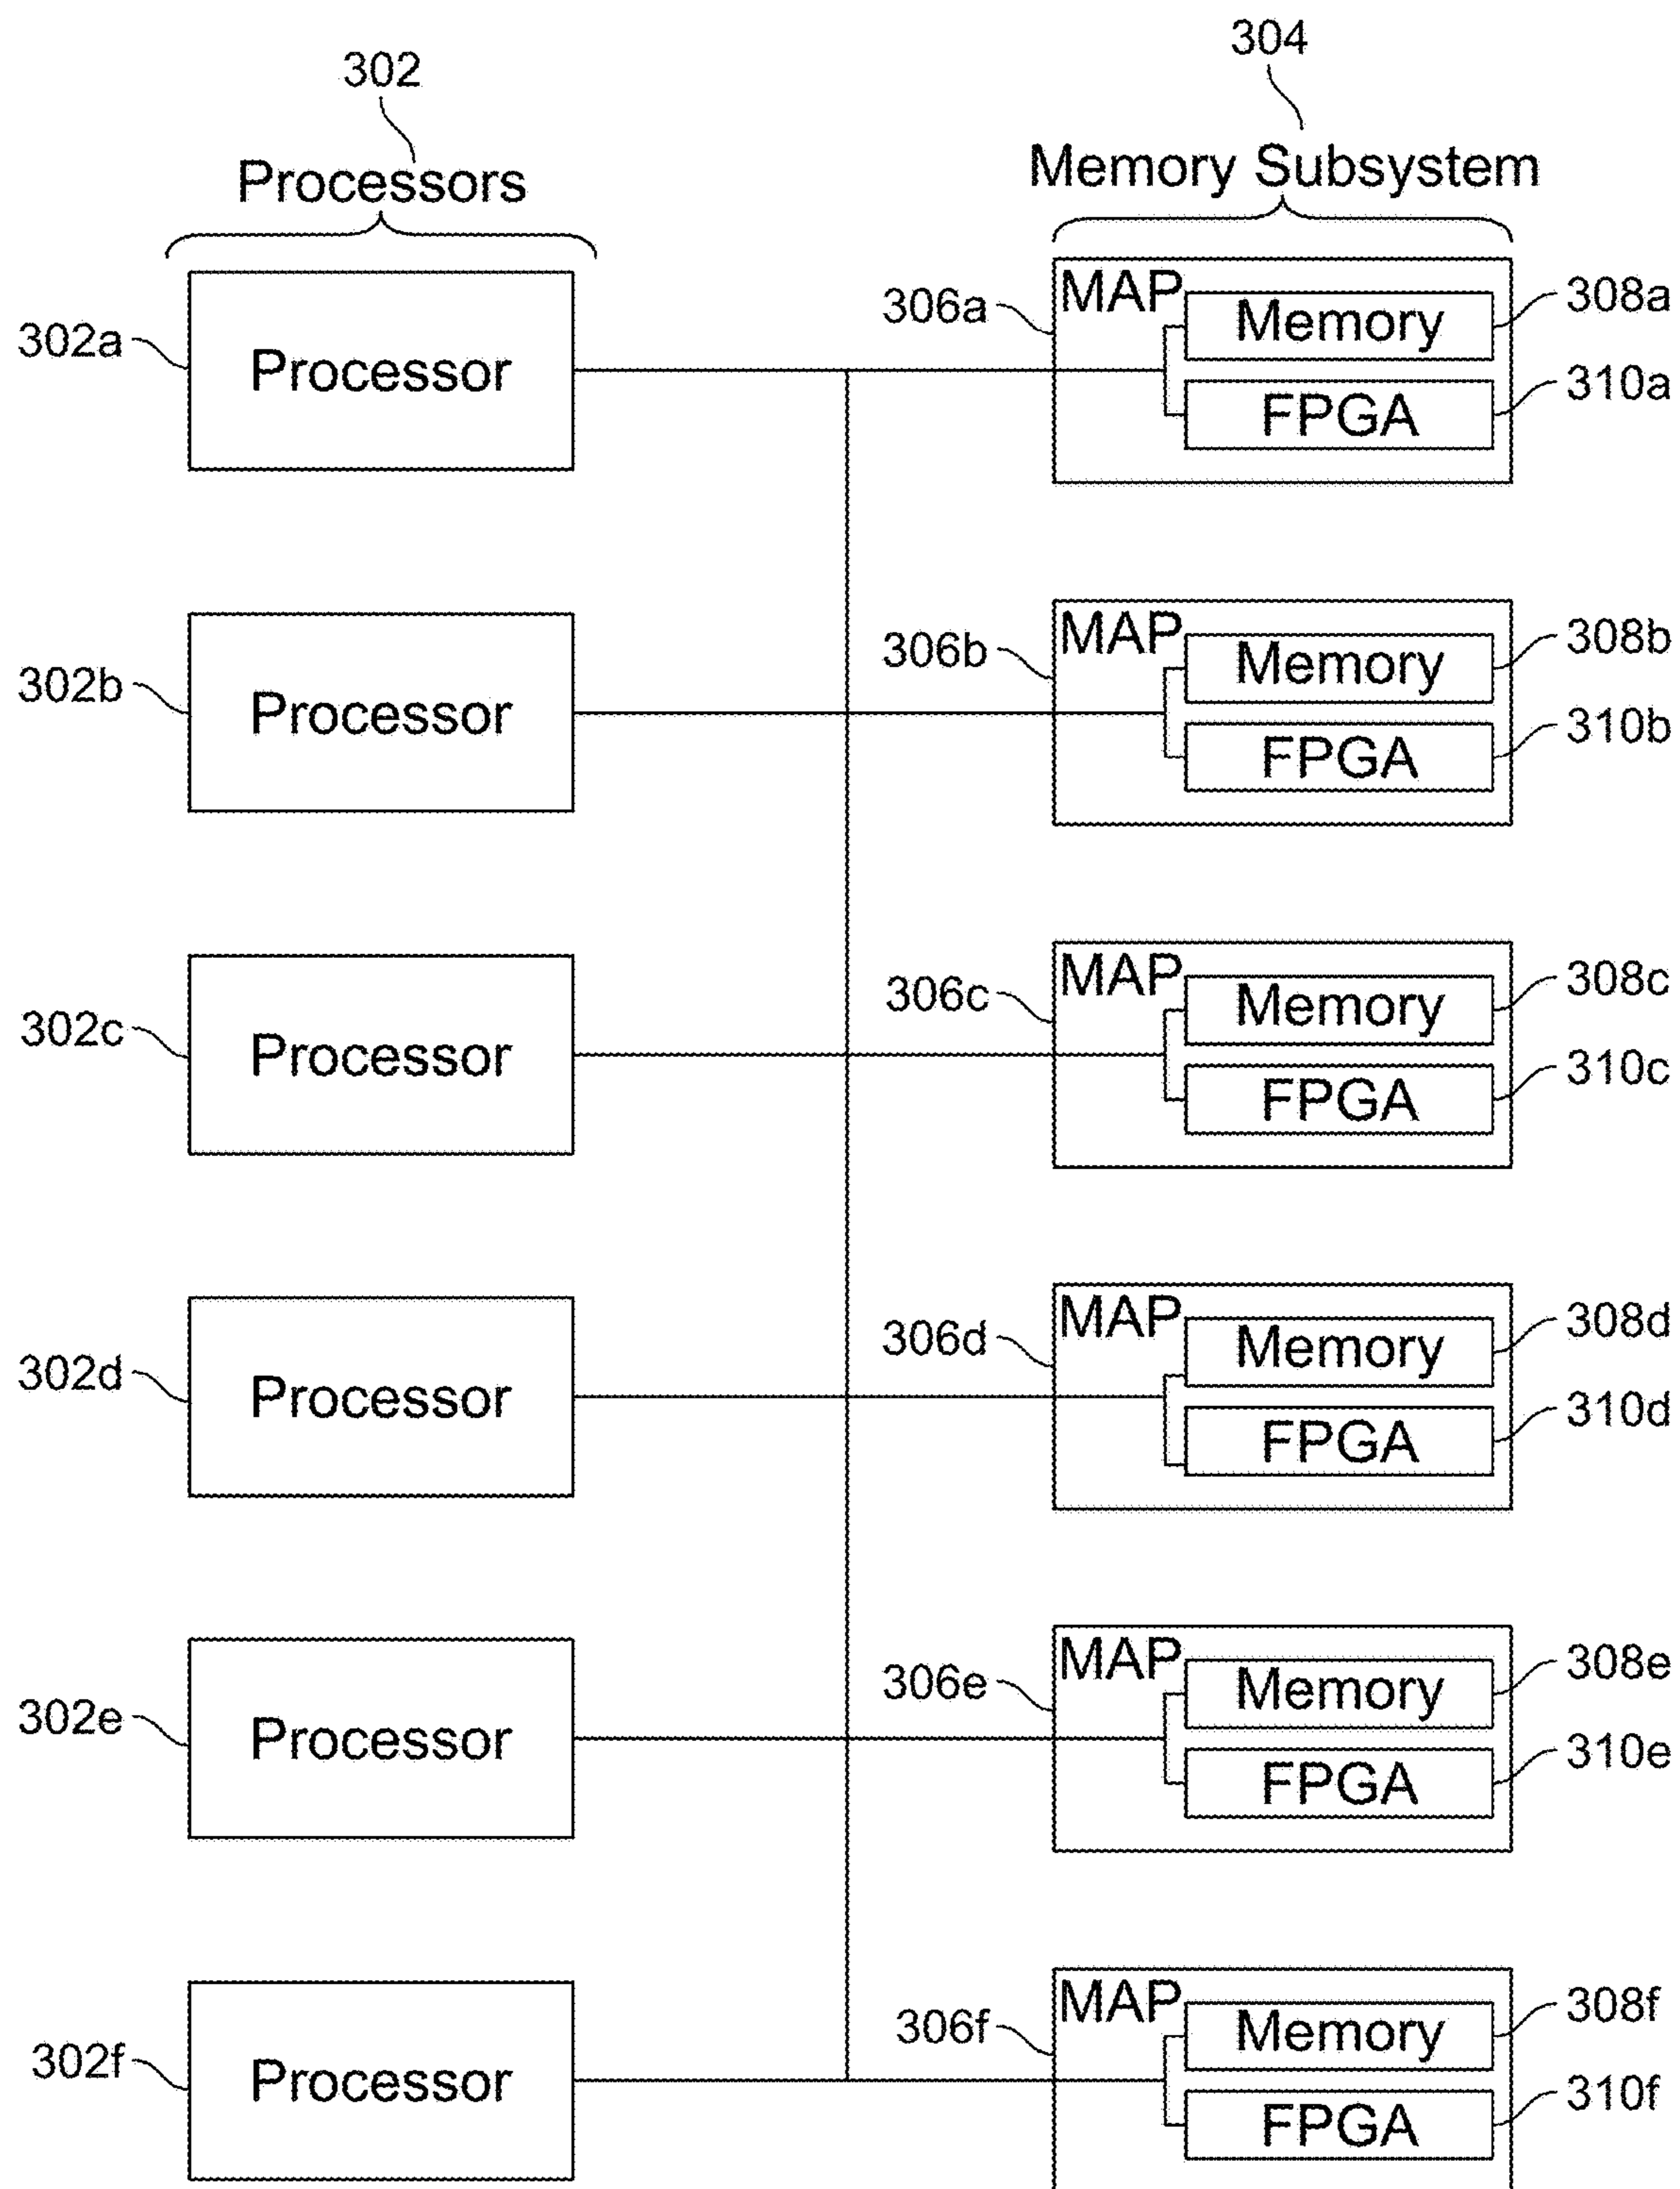 304
302
Memory Subsystem
Processors
MAP
306a
Memory
308a
302a
Processor
310a
FPGA
MAP
306b
Memory
308b
302b
Processor
310b
FPGA
MAP
306c
Memory
308c
302c
Processor
310c
FPGA
MAP
306d
Memory
308d
302d
Processor
310d
FPGA
MAP
306e
Memory
308e
302e
Processor
310e
FPGA
MAP
306f
Memory
308f
302f
Processor
310f
FPGA